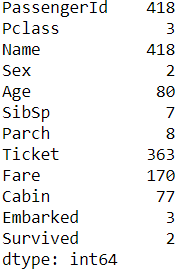 PassengerId 418
Pclass 3
Name 418
Sex 2
Age 80
SibSp 7
Parch 8
Ticket 363
Fare 170
Cabin 77
Embarked 3
Survived 2
dtype: int64